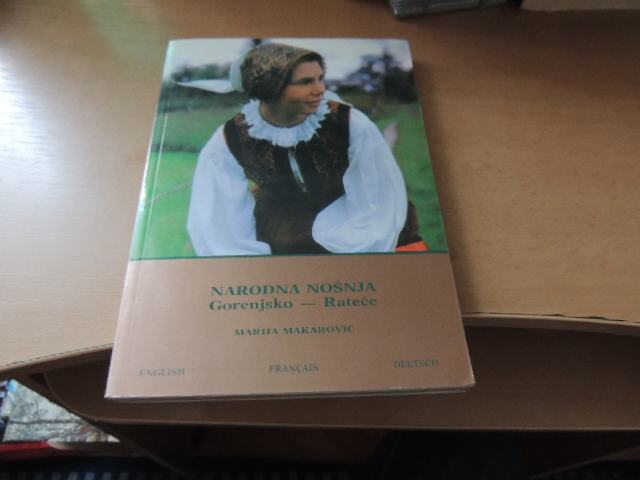 NARODNA NOŠNJA
Gorenjsko — Rateče
MARIJA MAKAROVIČ
ENGLISH FRANÇAIS DEUTSCH